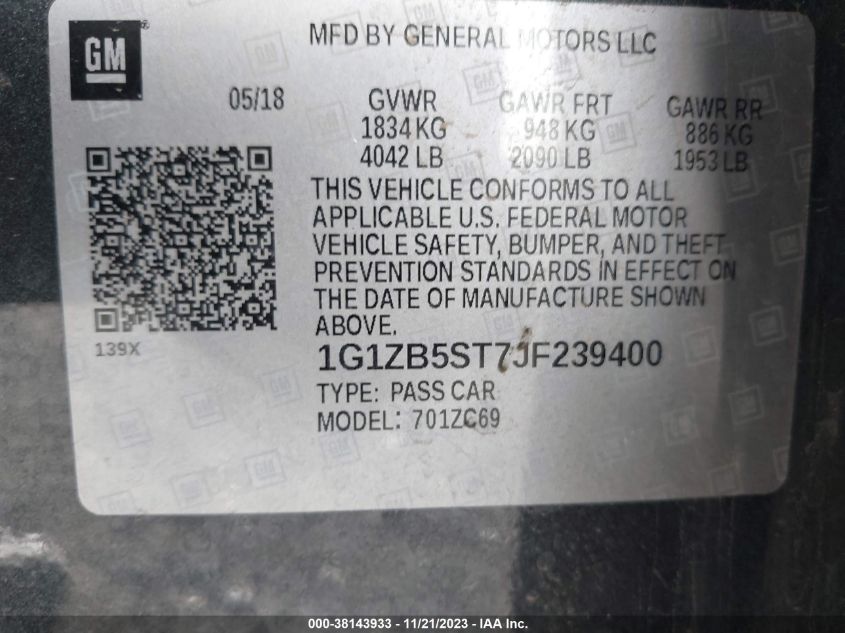 GM
MFD BY GENERAL MOTORS LLC
05/18 GVWR GAWR FRT GAWR RR
1834 KG 948 KG 886 KG
4042 LB 2090 LB 1953 LB
THIS VEHICLE CONFORMS TO ALL
APPLICABLE U.S. FEDERAL MOTOR
VEHICLE SAFETY, BUMPER, AND THEFT
PREVENTION STANDARDS IN EFFECT ON
THE DATE OF MANUFACTURE SHOWN
ABOVE.
139X
1G1ZB5ST7JF239400
TYPE: PASS CAR
MODEL: 701ZC69
000-38143933 - 11/21/2023 - IAA, Inc.